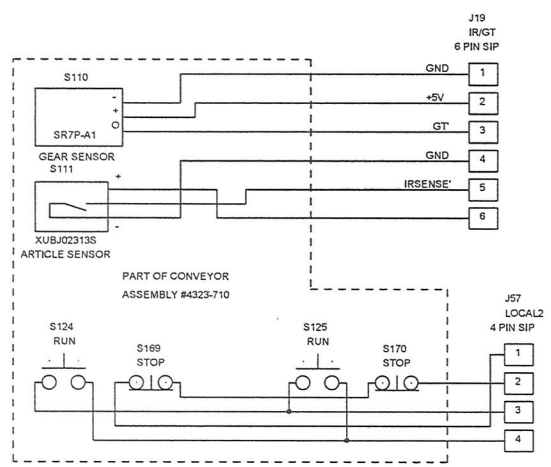 J19
IR/GT
6 PIN SIP
GND 1
S110
- +5V 2
+
O
SR7P-A1 GT' 3
GEAR SENSOR GND 4
S111
+ IRSENSE' 5
6
-
XUBJ02313S
ARTICLE SENSOR
PART OF CONVEYOR
ASSEMBLY #4323-710
J57
LOCAL2
4 PIN SIP
S124 S125
RUN RUN
S169 S170
STOP STOP
1
2
3
4